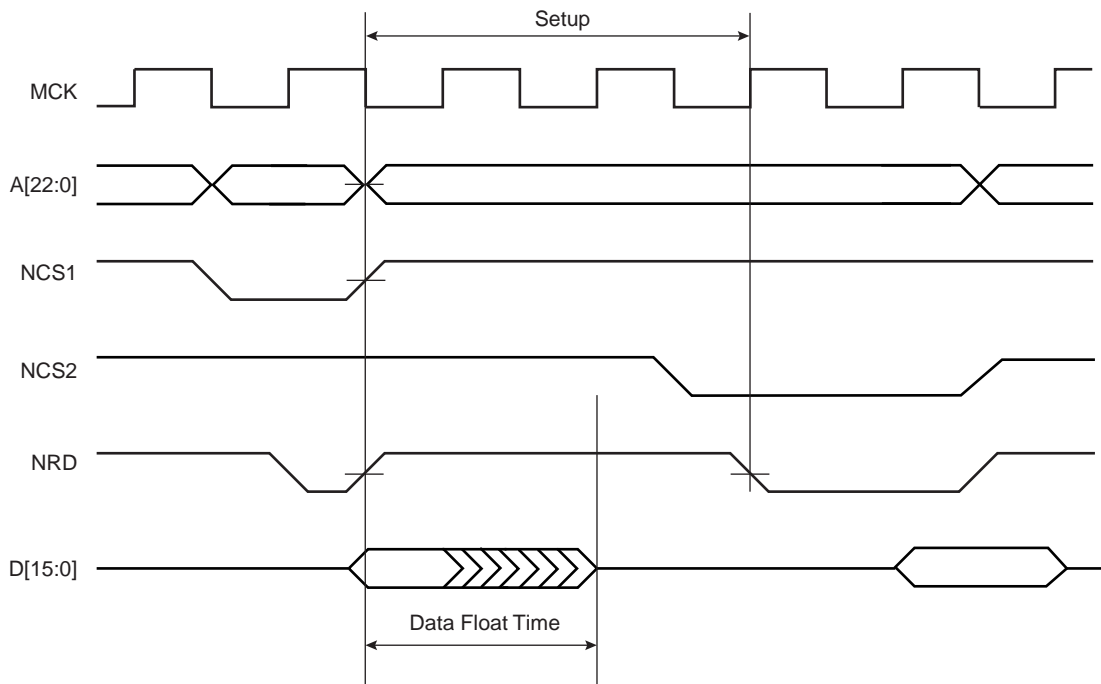 Setup
MCK
A[22:0]
NCS1
NCS2
NRD
D[15:0]
Data Float Time